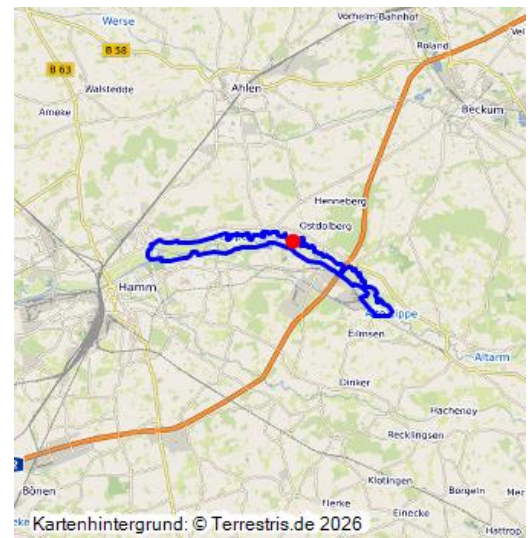 Werse
Vorhelm-Bahnhof
B 58
Roland
B 63
Walstedde
Ahlen
Ameke
Beckum
Henneberg
Ostdolberg
Hamm
Eilmsen
Altarm
Dinker
Hacheney
Recklingsen
Klotingen
Bönen
Borgeln
Flerke
Einecke
Hattrop
Kartenhintergrund: © Terrestris.de 2026